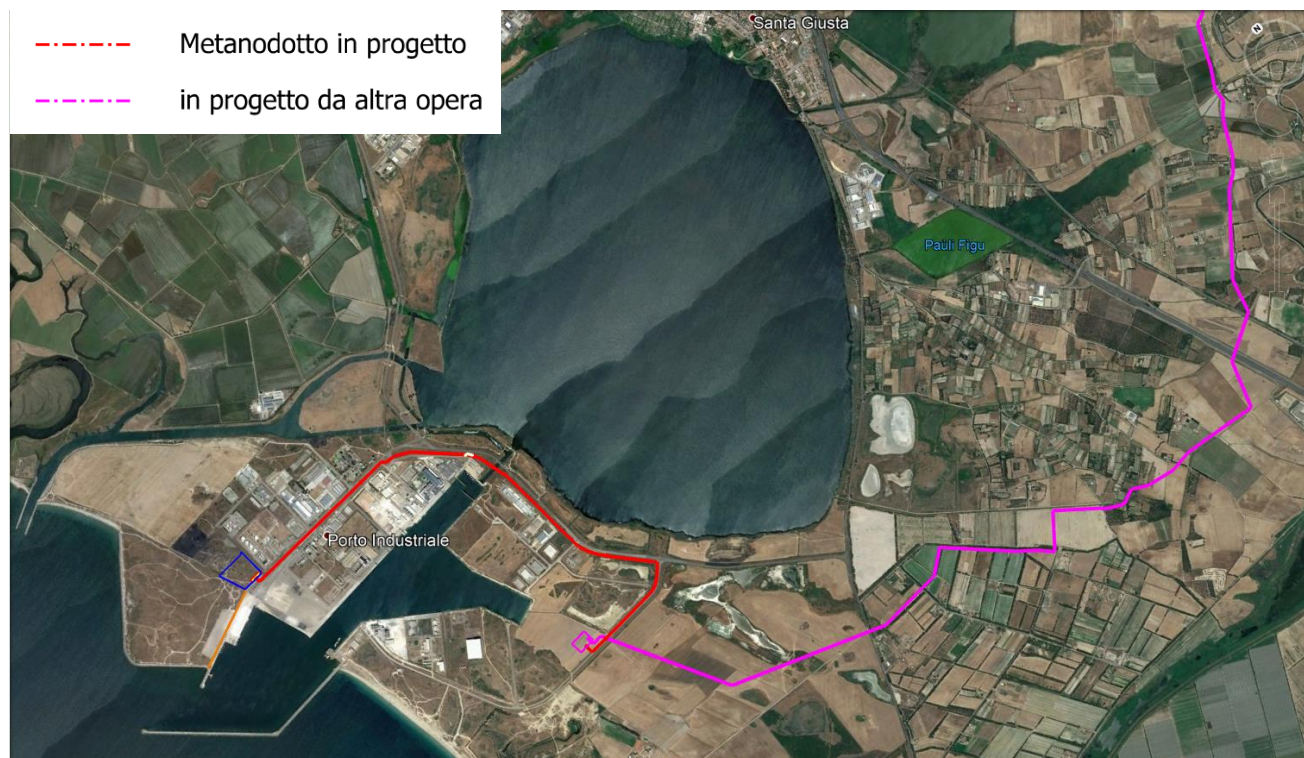 Metanodotto in progetto
in progetto da altra opera
Santa Giusta
N
Pauli Figu
Porto Industriale